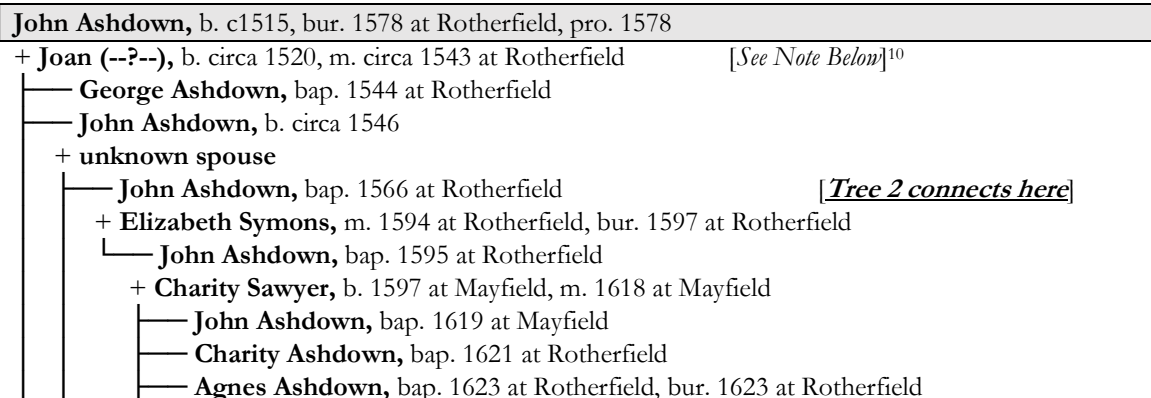 John Ashdown, b. c1515, bur. 1578 at Rotherfield, pro. 1578
+ Joan (--?--), b. circa 1520, m. circa 1543 at Rotherfield [See Note Below]10
George Ashdown, bap. 1544 at Rotherfield
John Ashdown, b. circa 1546
+ unknown spouse
John Ashdown, bap. 1566 at Rotherfield [Tree 2 connects here]
+ Elizabeth Symons, m. 1594 at Rotherfield, bur. 1597 at Rotherfield
John Ashdown, bap. 1595 at Rotherfield
+ Charity Sawyer, b. 1597 at Mayfield, m. 1618 at Mayfield
John Ashdown, bap. 1619 at Mayfield
Charity Ashdown, bap. 1621 at Rotherfield
Agnes Ashdown, bap. 1623 at Rotherfield, bur. 1623 at Rotherfield